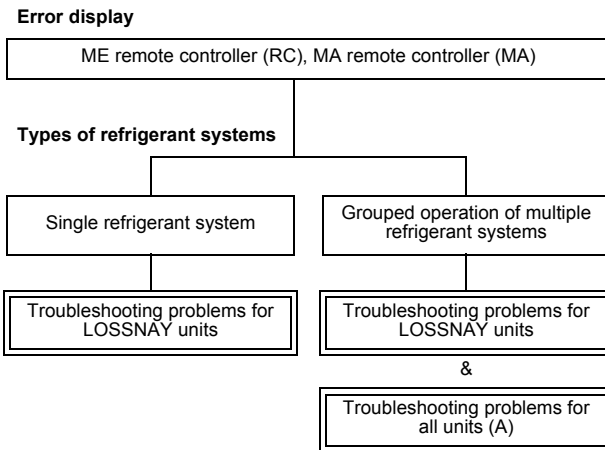 Error display
ME remote controller (RC), MA remote controller (MA)
Types of refrigerant systems
Single refrigerant system
Grouped operation of multiple
refrigerant systems
Troubleshooting problems for
LOSSNAY units
Troubleshooting problems for
LOSSNAY units
&
Troubleshooting problems for
all units (A)